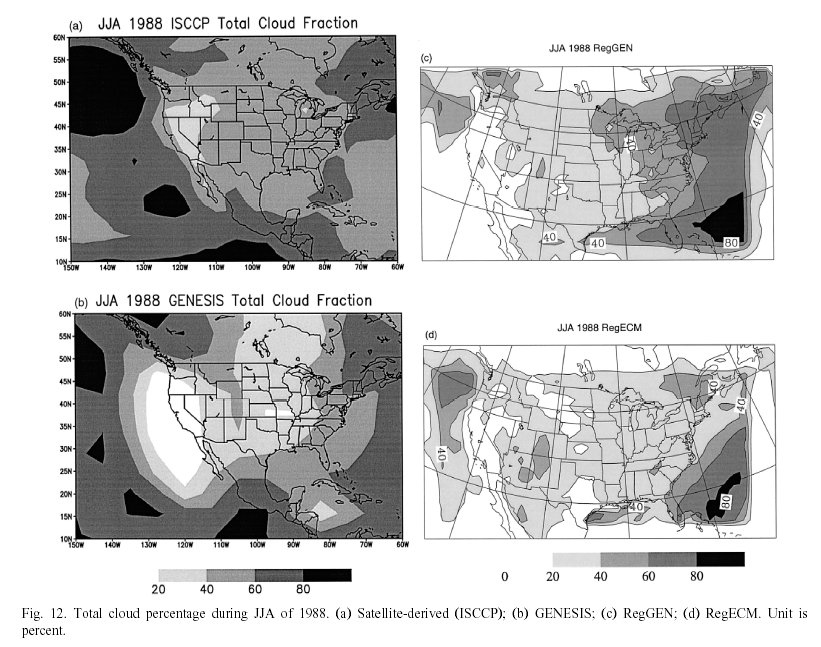 (a) JJA 1988 ISCCP Total Cloud Fraction
60N
55N
50N
45N
40N
35N
30N
25N
20N
15N
10N
150W 140W 130W 120W 110W 100W 90W 80W 70W 60W
JJA 1988 RegGEN
(c)
40
40
40
40
80
(b) JJA 1988 GENESIS Total Cloud Fraction
60N
55N
50N
45N
40N
35N
30N
25N
20N
15N
10N
150W 140W 130W 120W 110W 100W 90W 80W 70W 60W
20 40 60 80
JJA 1988 RegECM
(d)
40
40
40
40
80
0 20 40 60 80
Fig. 12. Total cloud percentage during JJA of 1988. (a) Satellite-derived (ISCCP); (b) GENESIS; (c) RegGEN; (d) RegECM. Unit is
percent.